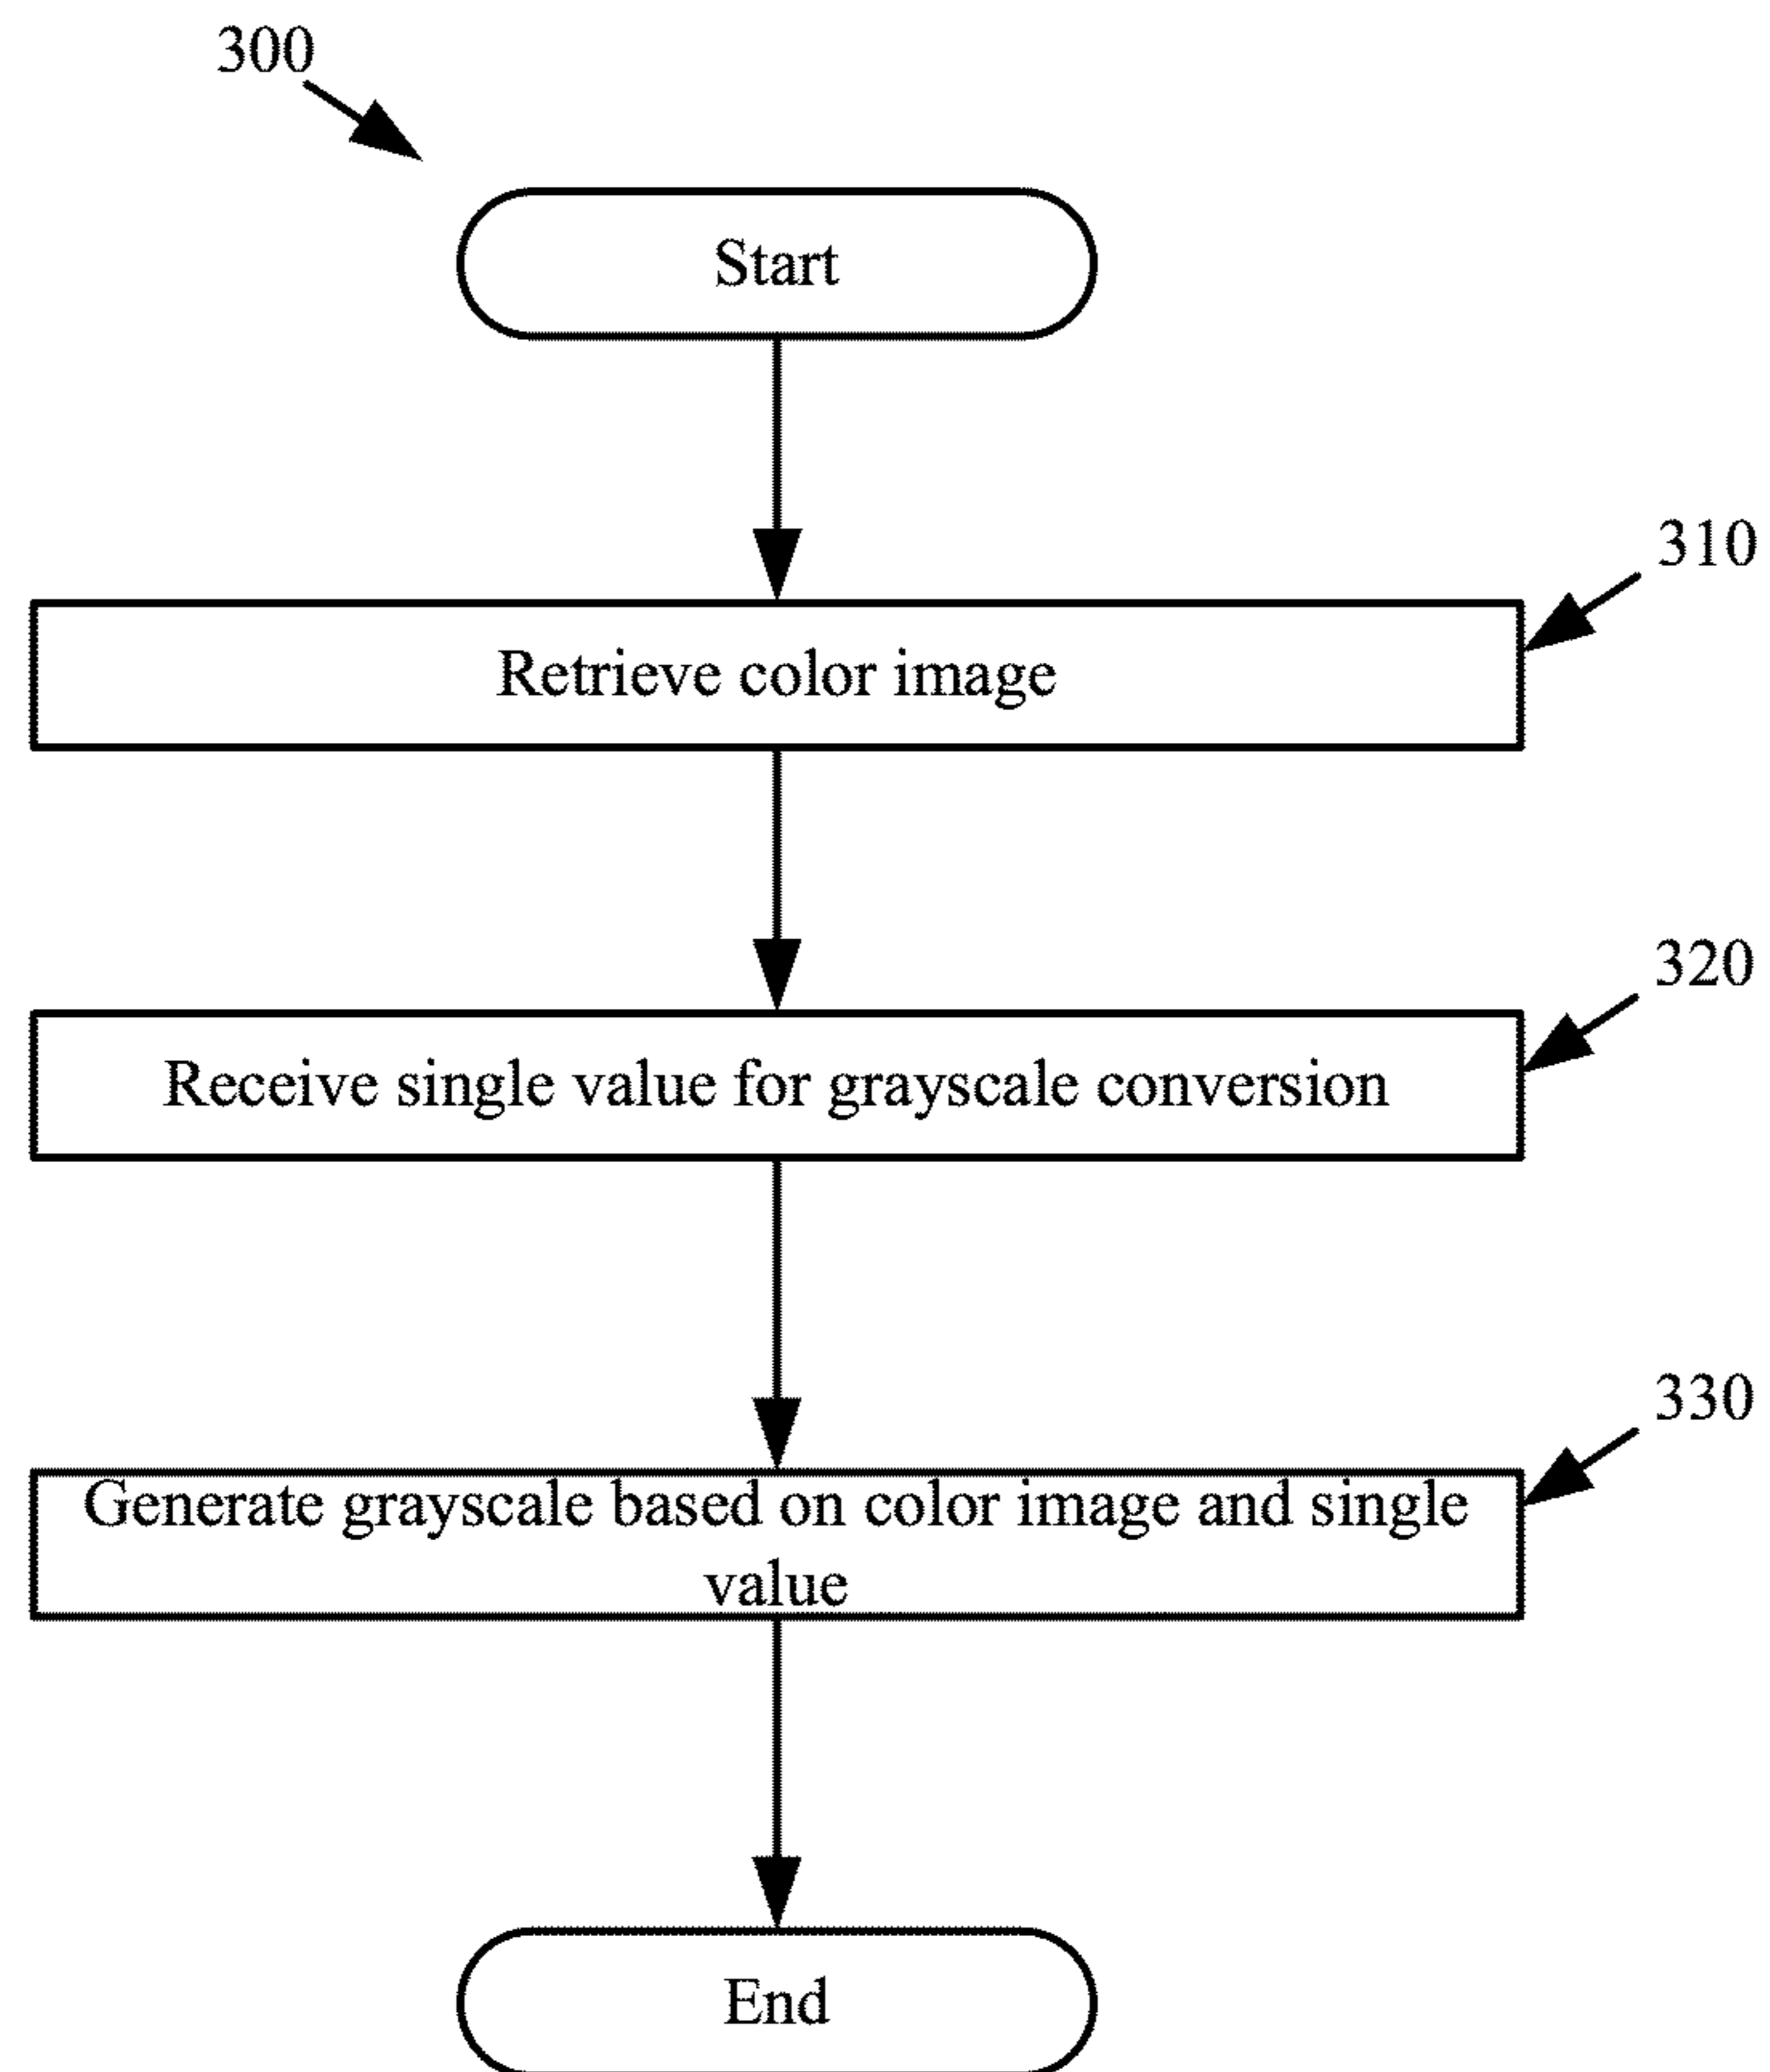 300
Start
310
Retrieve color image
320
Receive single value for grayscale conversion
330
Generate grayscale based on color image and single
value
End